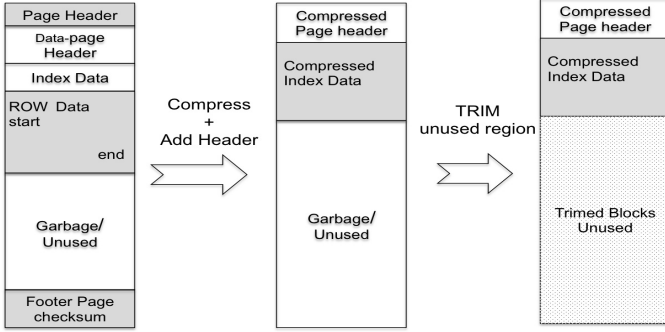 Page Header
Data-page
Header
Index Data
ROW Data
start
end
Garbage/
Unused
Footer Page
checksum
Compress
+
Add Header
Compressed
Page header
Compressed
Index Data
Garbage/
Unused
TRIM
unused region
Compressed
Page header
Compressed
Index Data
Trimed Blocks
Unused